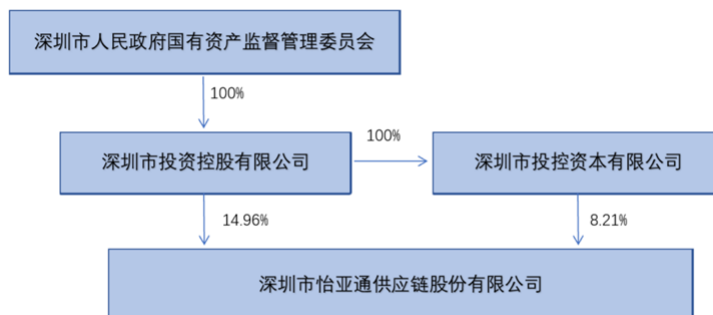 深圳市人民政府国有资产监督管理委员会
100%
深圳市投资控股有限公司
100%
深圳市投控资本有限公司
14.96%
8.21%
深圳市怡亚通供应链股份有限公司